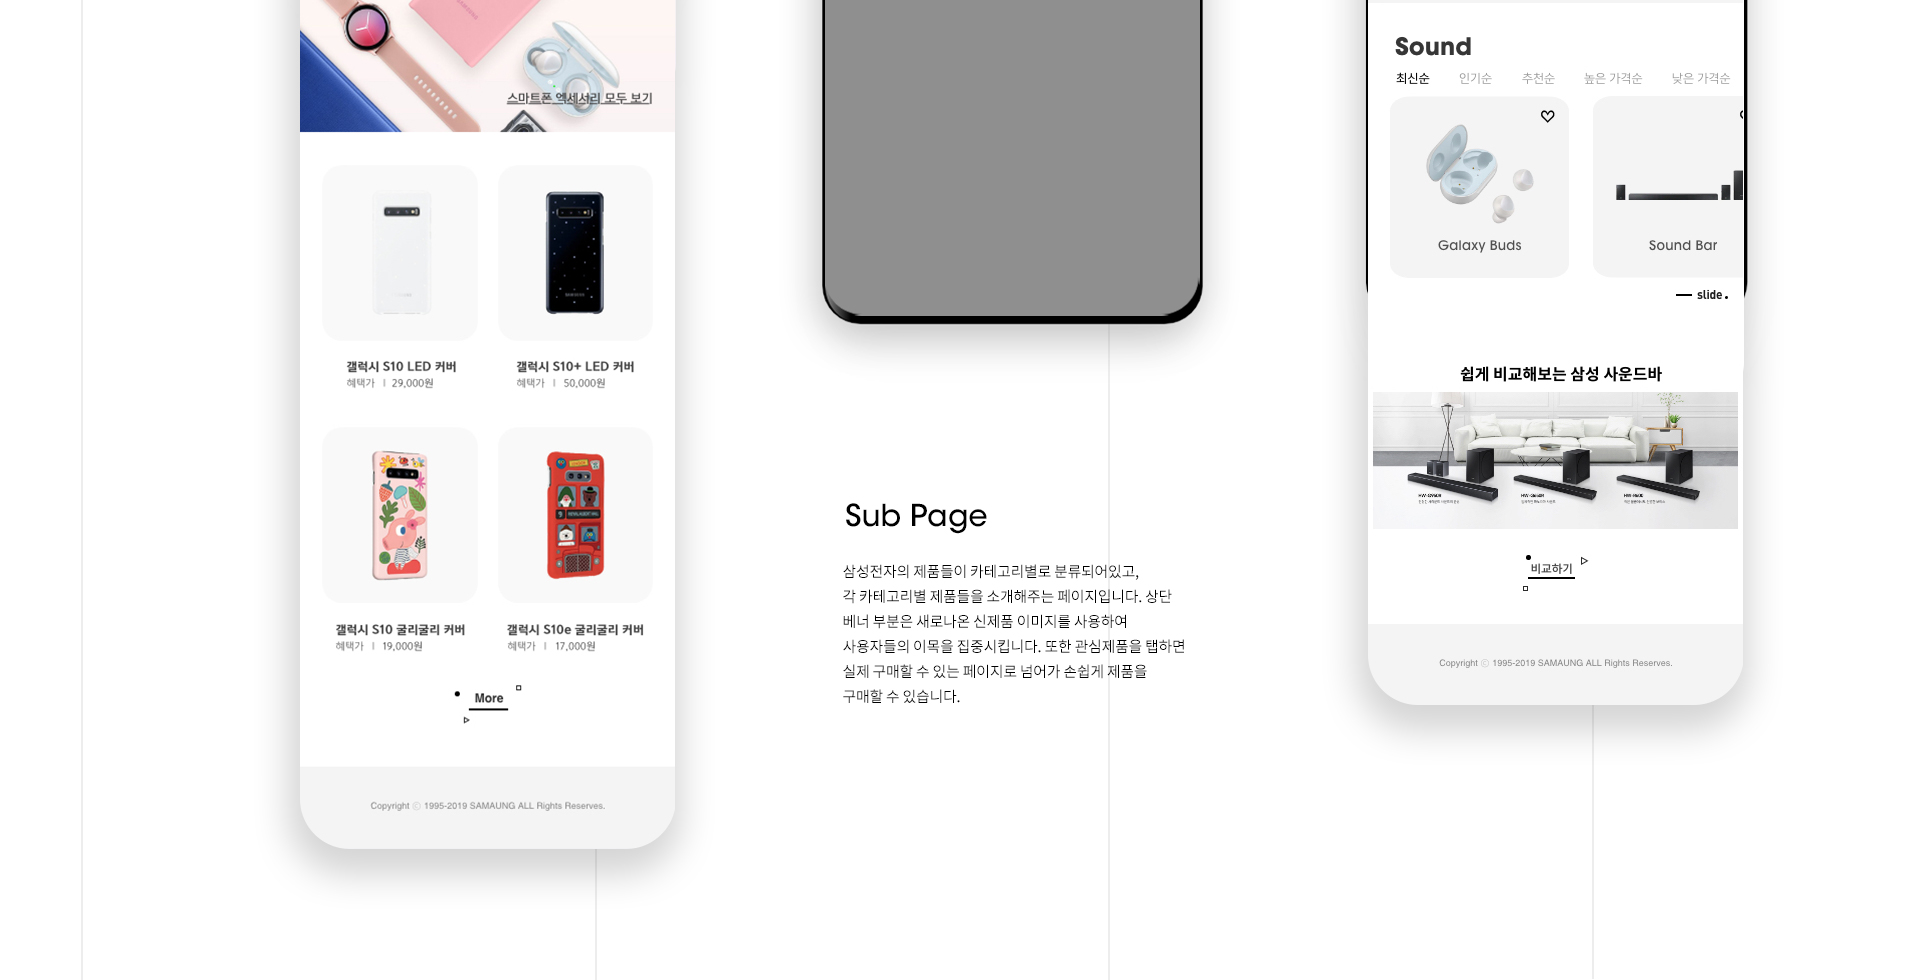 SAMSUNG
스마트폰 엑세서리 모두 보기
갤럭시 S10 LED 커버
혜택가 | 29,000원
갤럭시 S10+ LED 커버
혜택가 | 50,000원
갤럭시 S10 굴리굴리 커버
혜택가 | 19,000원
갤럭시 S10e 굴리굴리 커버
혜택가 | 17,000원
More
Copyright ⓒ 1995-2019 SAMAUNG ALL Rights Reserves.
Sub Page
삼성전자의 제품들이 카테고리별로 분류되어있고,
각 카테고리별 제품들을 소개해주는 페이지입니다. 상단
베너 부분은 새로나온 신제품 이미지를 사용하여
사용자들의 이목을 집중시킵니다. 또한 관심제품을 탭하면
실제 구매할 수 있는 페이지로 넘어가 손쉽게 제품을
구매할 수 있습니다.
Sound
최신순 인기순 추천순 높은 가격순 낮은 가격순
Galaxy Buds
Sound Bar
slide
쉽게 비교해보는 삼성 사운드바
비교하기
Copyright ⓒ 1995-2019 SAMAUNG ALL Rights Reserves.